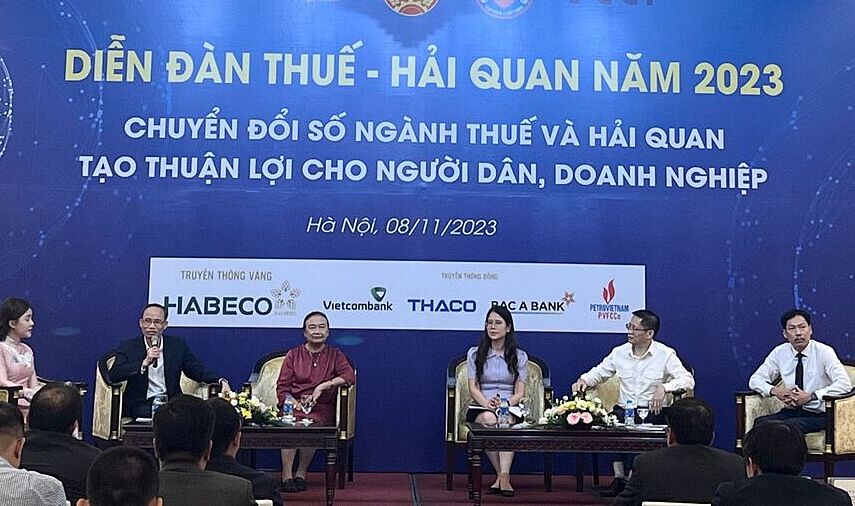 DIỄN ĐÀN THUẾ - HẢI QUAN NĂM 2023
CHUYỂN ĐỔI SỐ NGÀNH THUẾ VÀ HẢI QUAN
TẠO THUẬN LỢI CHO NGƯỜI DÂN, DOANH NGHIỆP
Hà Nội, 08/11/2023
TRUYỀN THÔNG VÀNG
TRUYỀN THÔNG ĐỒNG
HABECO
Vietcombank
THACO
BAC A BANK
PETROVIETNAM
PVFCCo